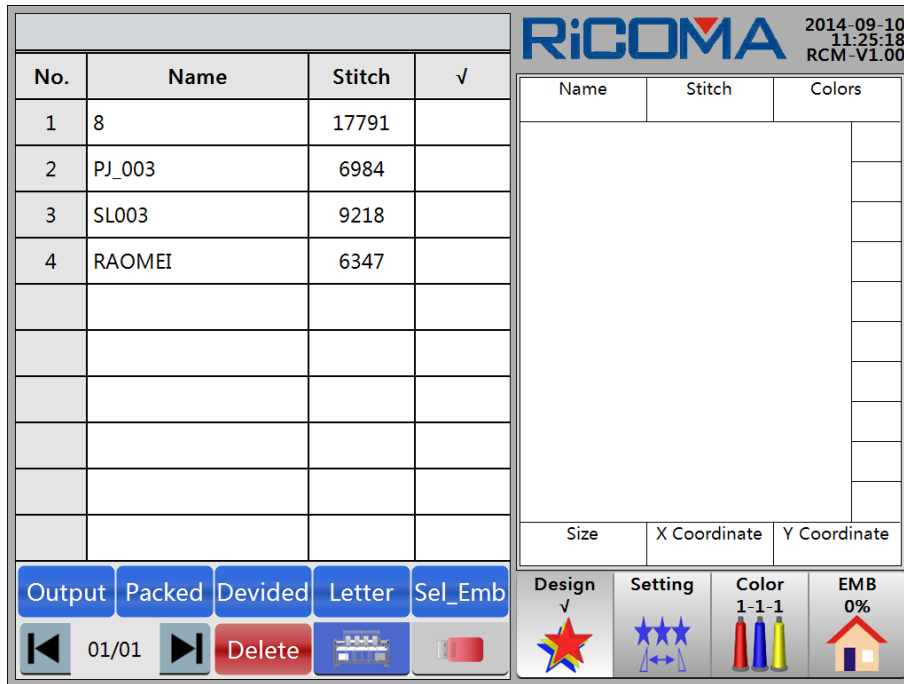 RiCOMA
2014-09-10
11:25:18
RCM-V1.00
No. Name Stitch √
1 8 17791
2 PJ_003 6984
3 SL003 9218
4 RAOMEI 6347
Output Packed Devided Letter Sel_Emb
01/01 Delete
Name Stitch Colors
Size X Coordinate Y Coordinate
Design Setting Color EMB
√ 1-1-1 0%